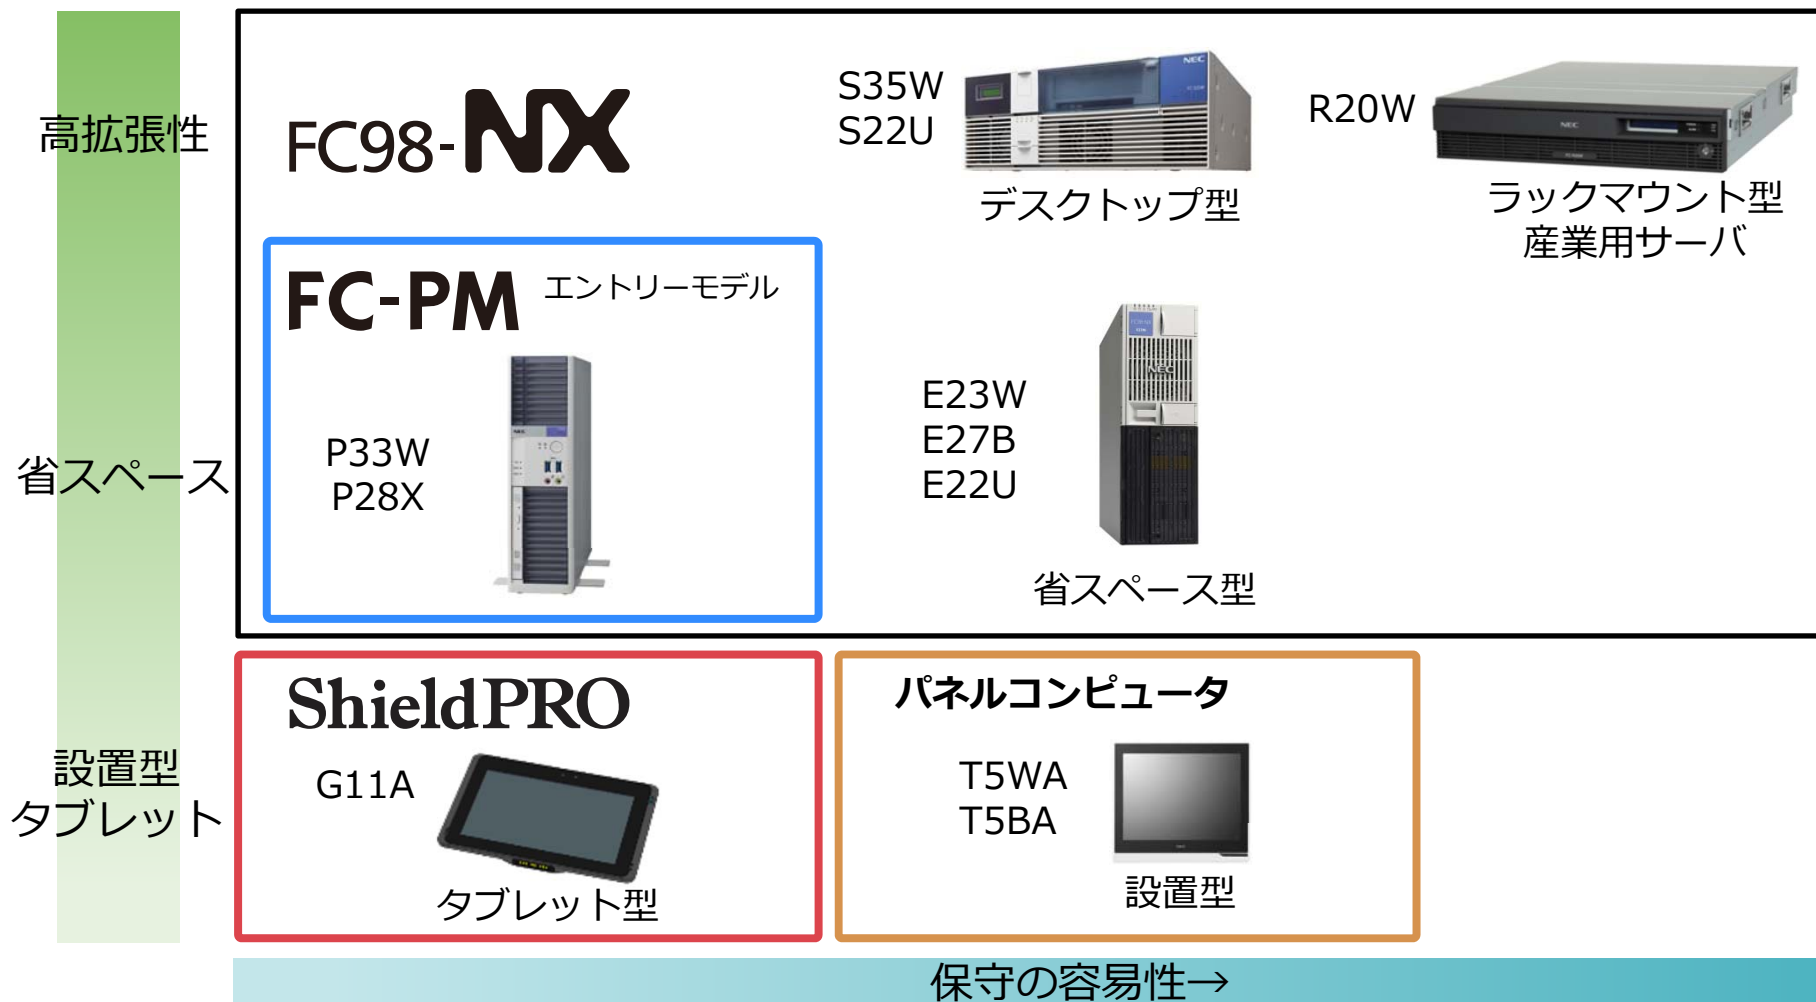 高拡張性
FC98-NX
S35W
S22U
NEC
デスクトップ型
R20W
NEC
ラックマウント型
産業用サーバ
FC-PM
エントリーモデル
P33W
P28X
NEC
省スペース
E23W
E27B
E22U
NEC
省スペース型
設置型
タブレット
ShieldPRO
G11A
タブレット型
パネルコンピュータ
T5WA
T5BA
設置型
保守の容易性→